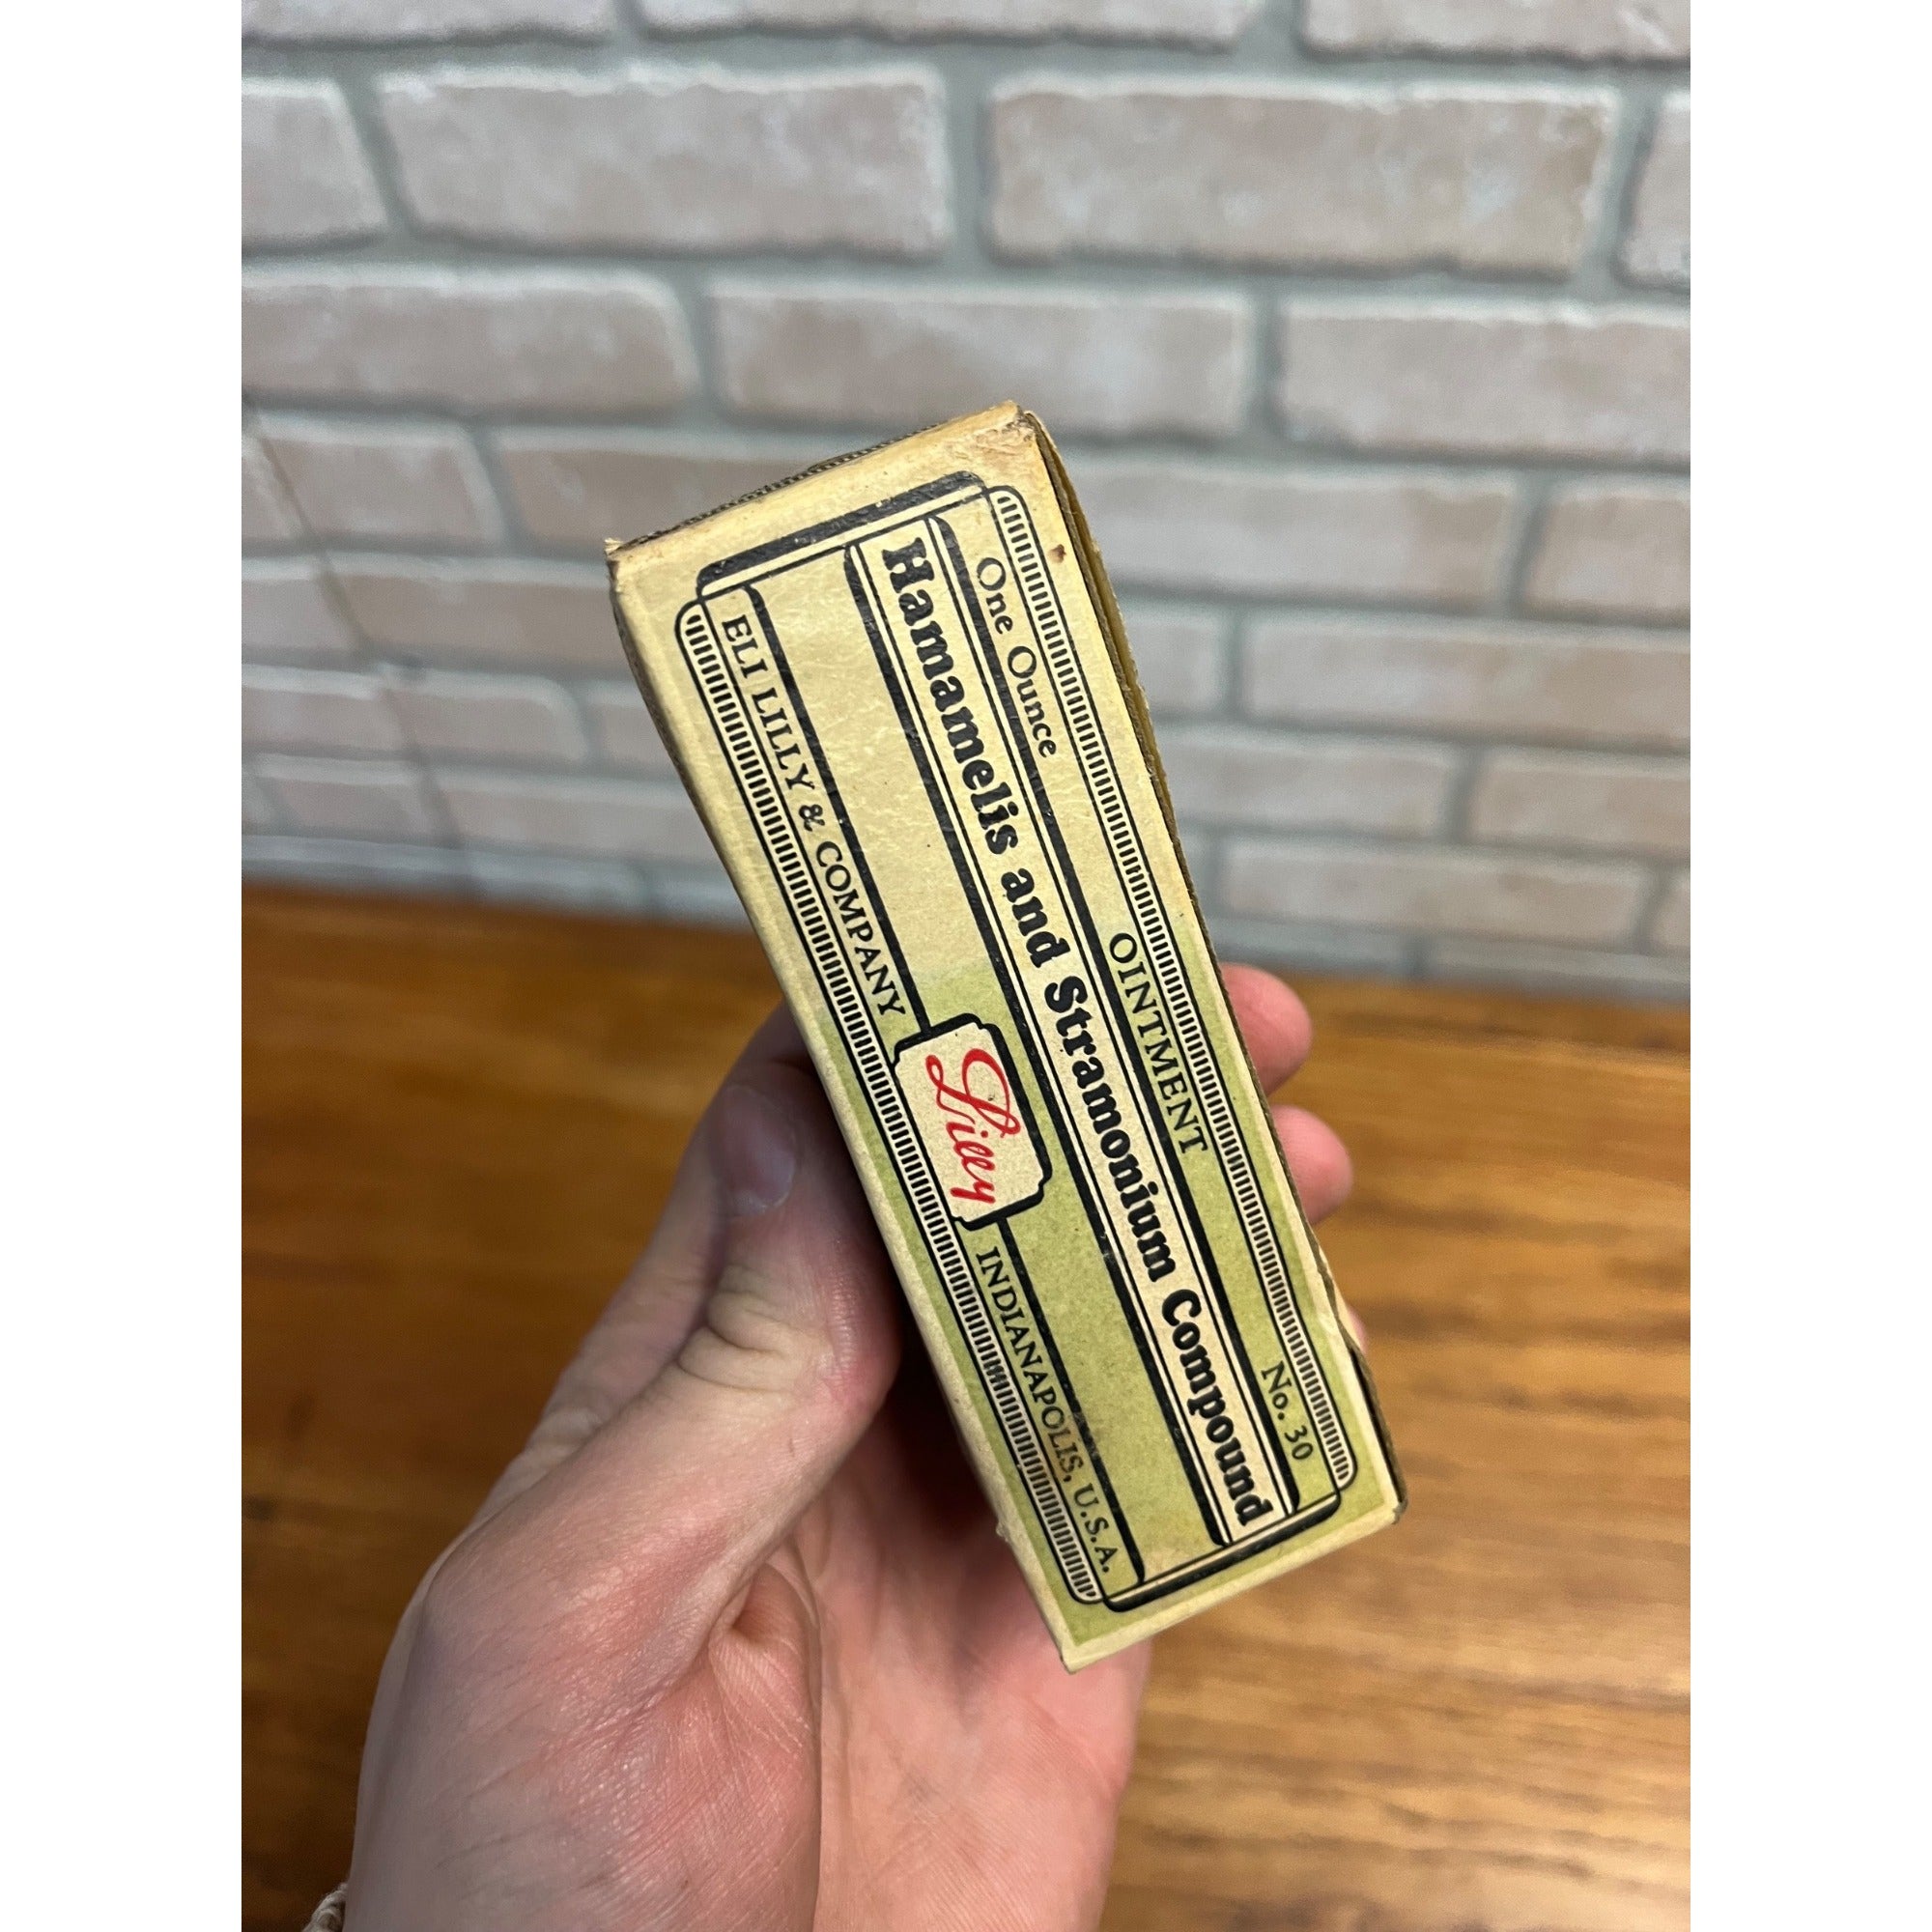 One Ounce OINTMENT No. 30
Hamamelis and Stramonium Compound
ELI LILLY & COMPANY Lilly INDIANAPOLIS, U.S.A.